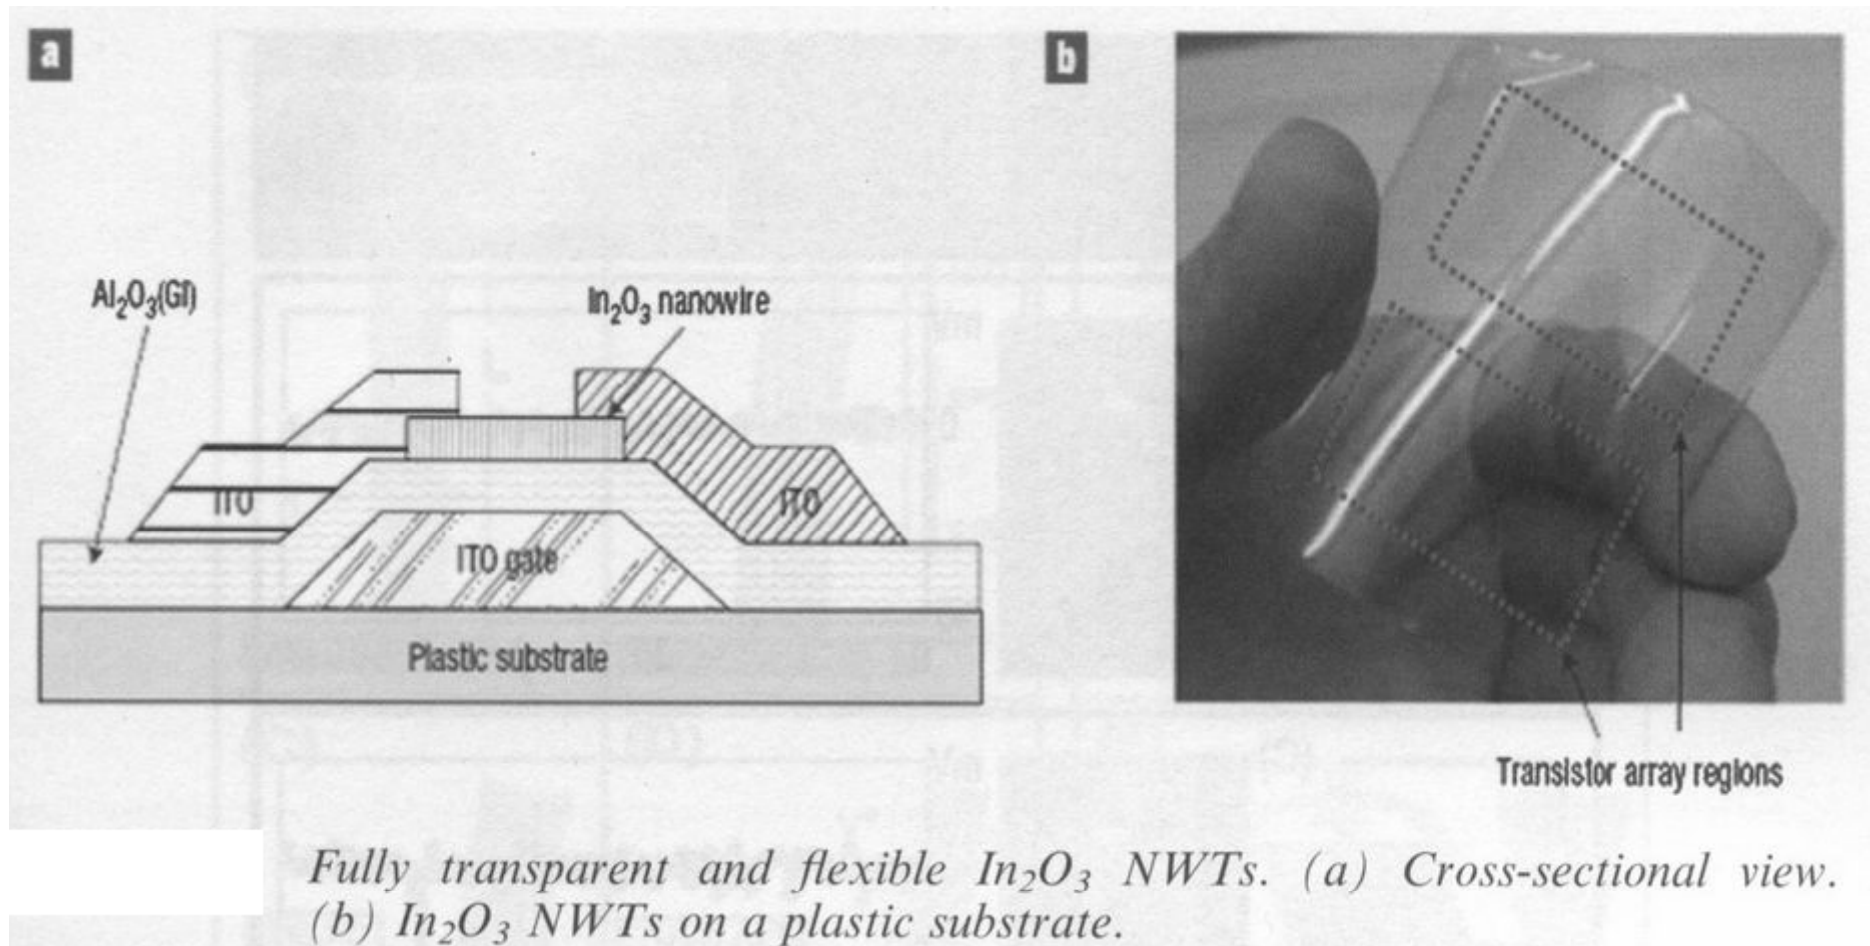 a
b
Al₂O₃(GI)
In₂O₃ nanowire
ITO
ITO
ITO gate
Plastic substrate
Transistor array regions
Fully transparent and flexible In₂O₃ NWTs. (a) Cross-sectional view.
(b) In₂O₃ NWTs on a plastic substrate.